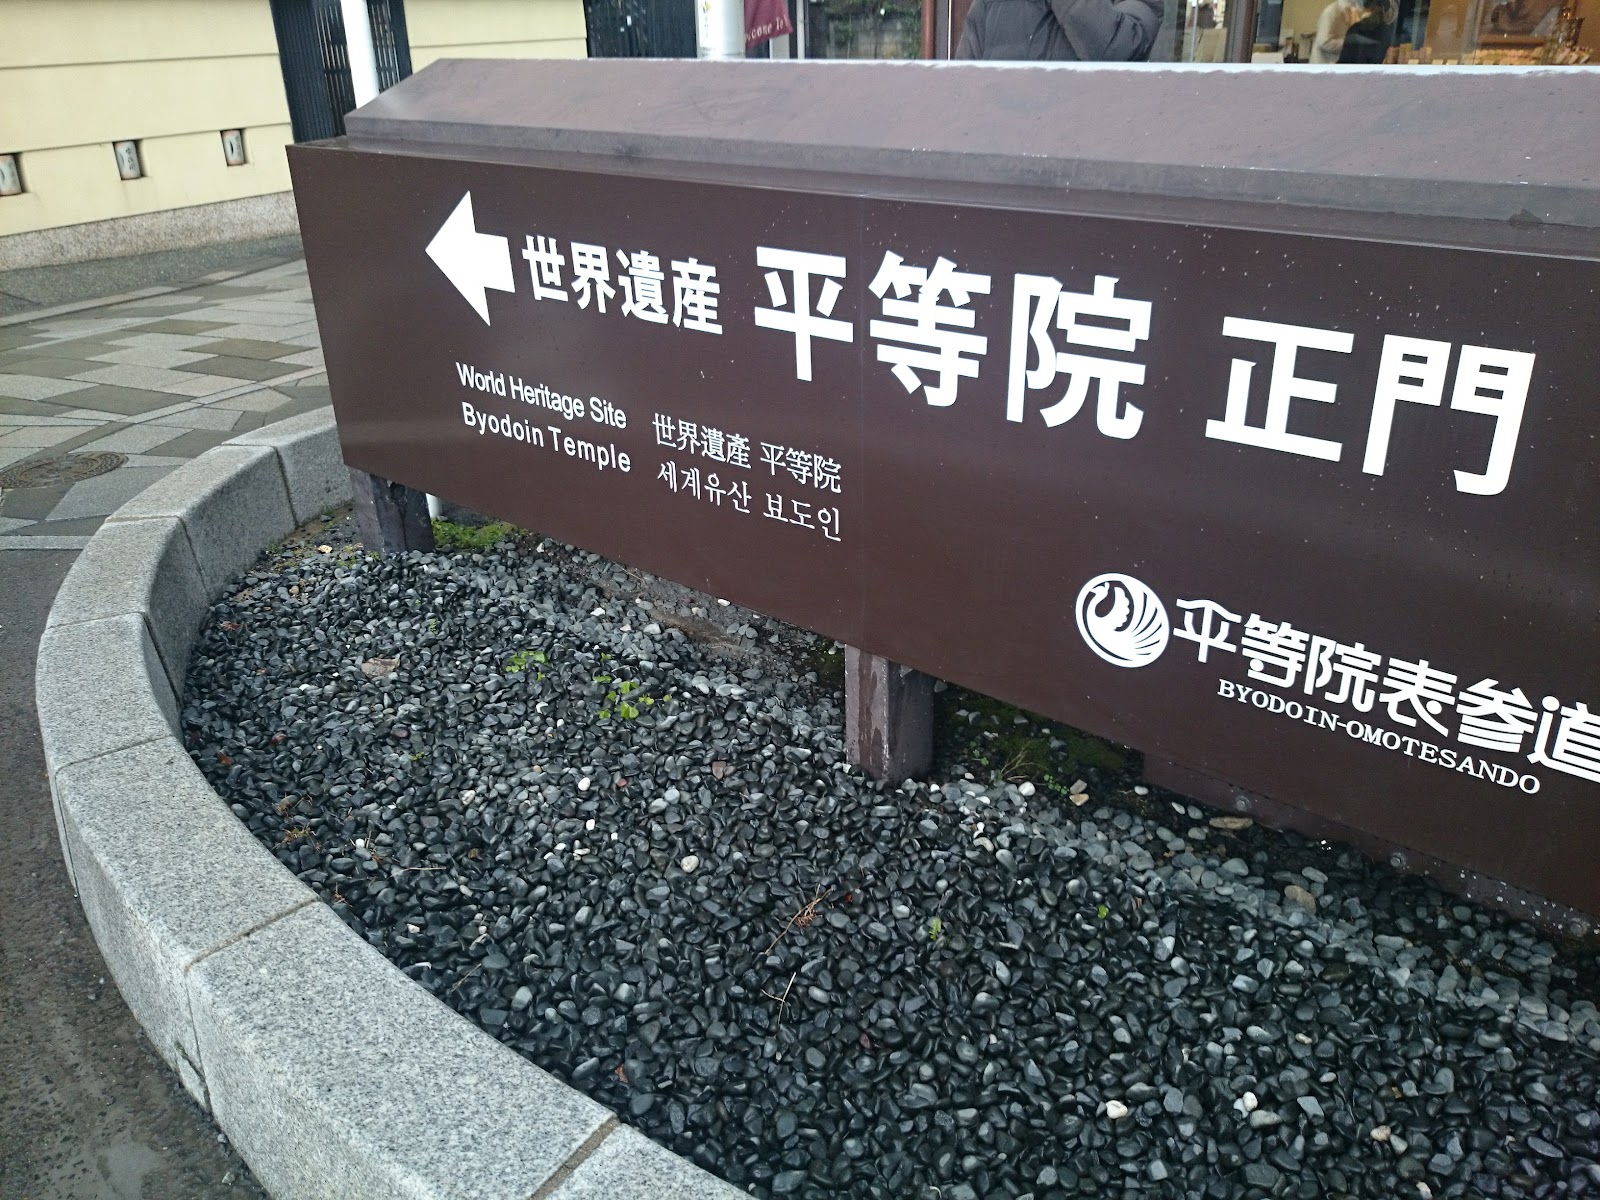 世界遺産 平等院 正門
World Heritage Site
Byodoin Temple
世界遺產 平等院
세계유산 뵤도인
平等院表参道
BYODOIN-OMOTESANDO